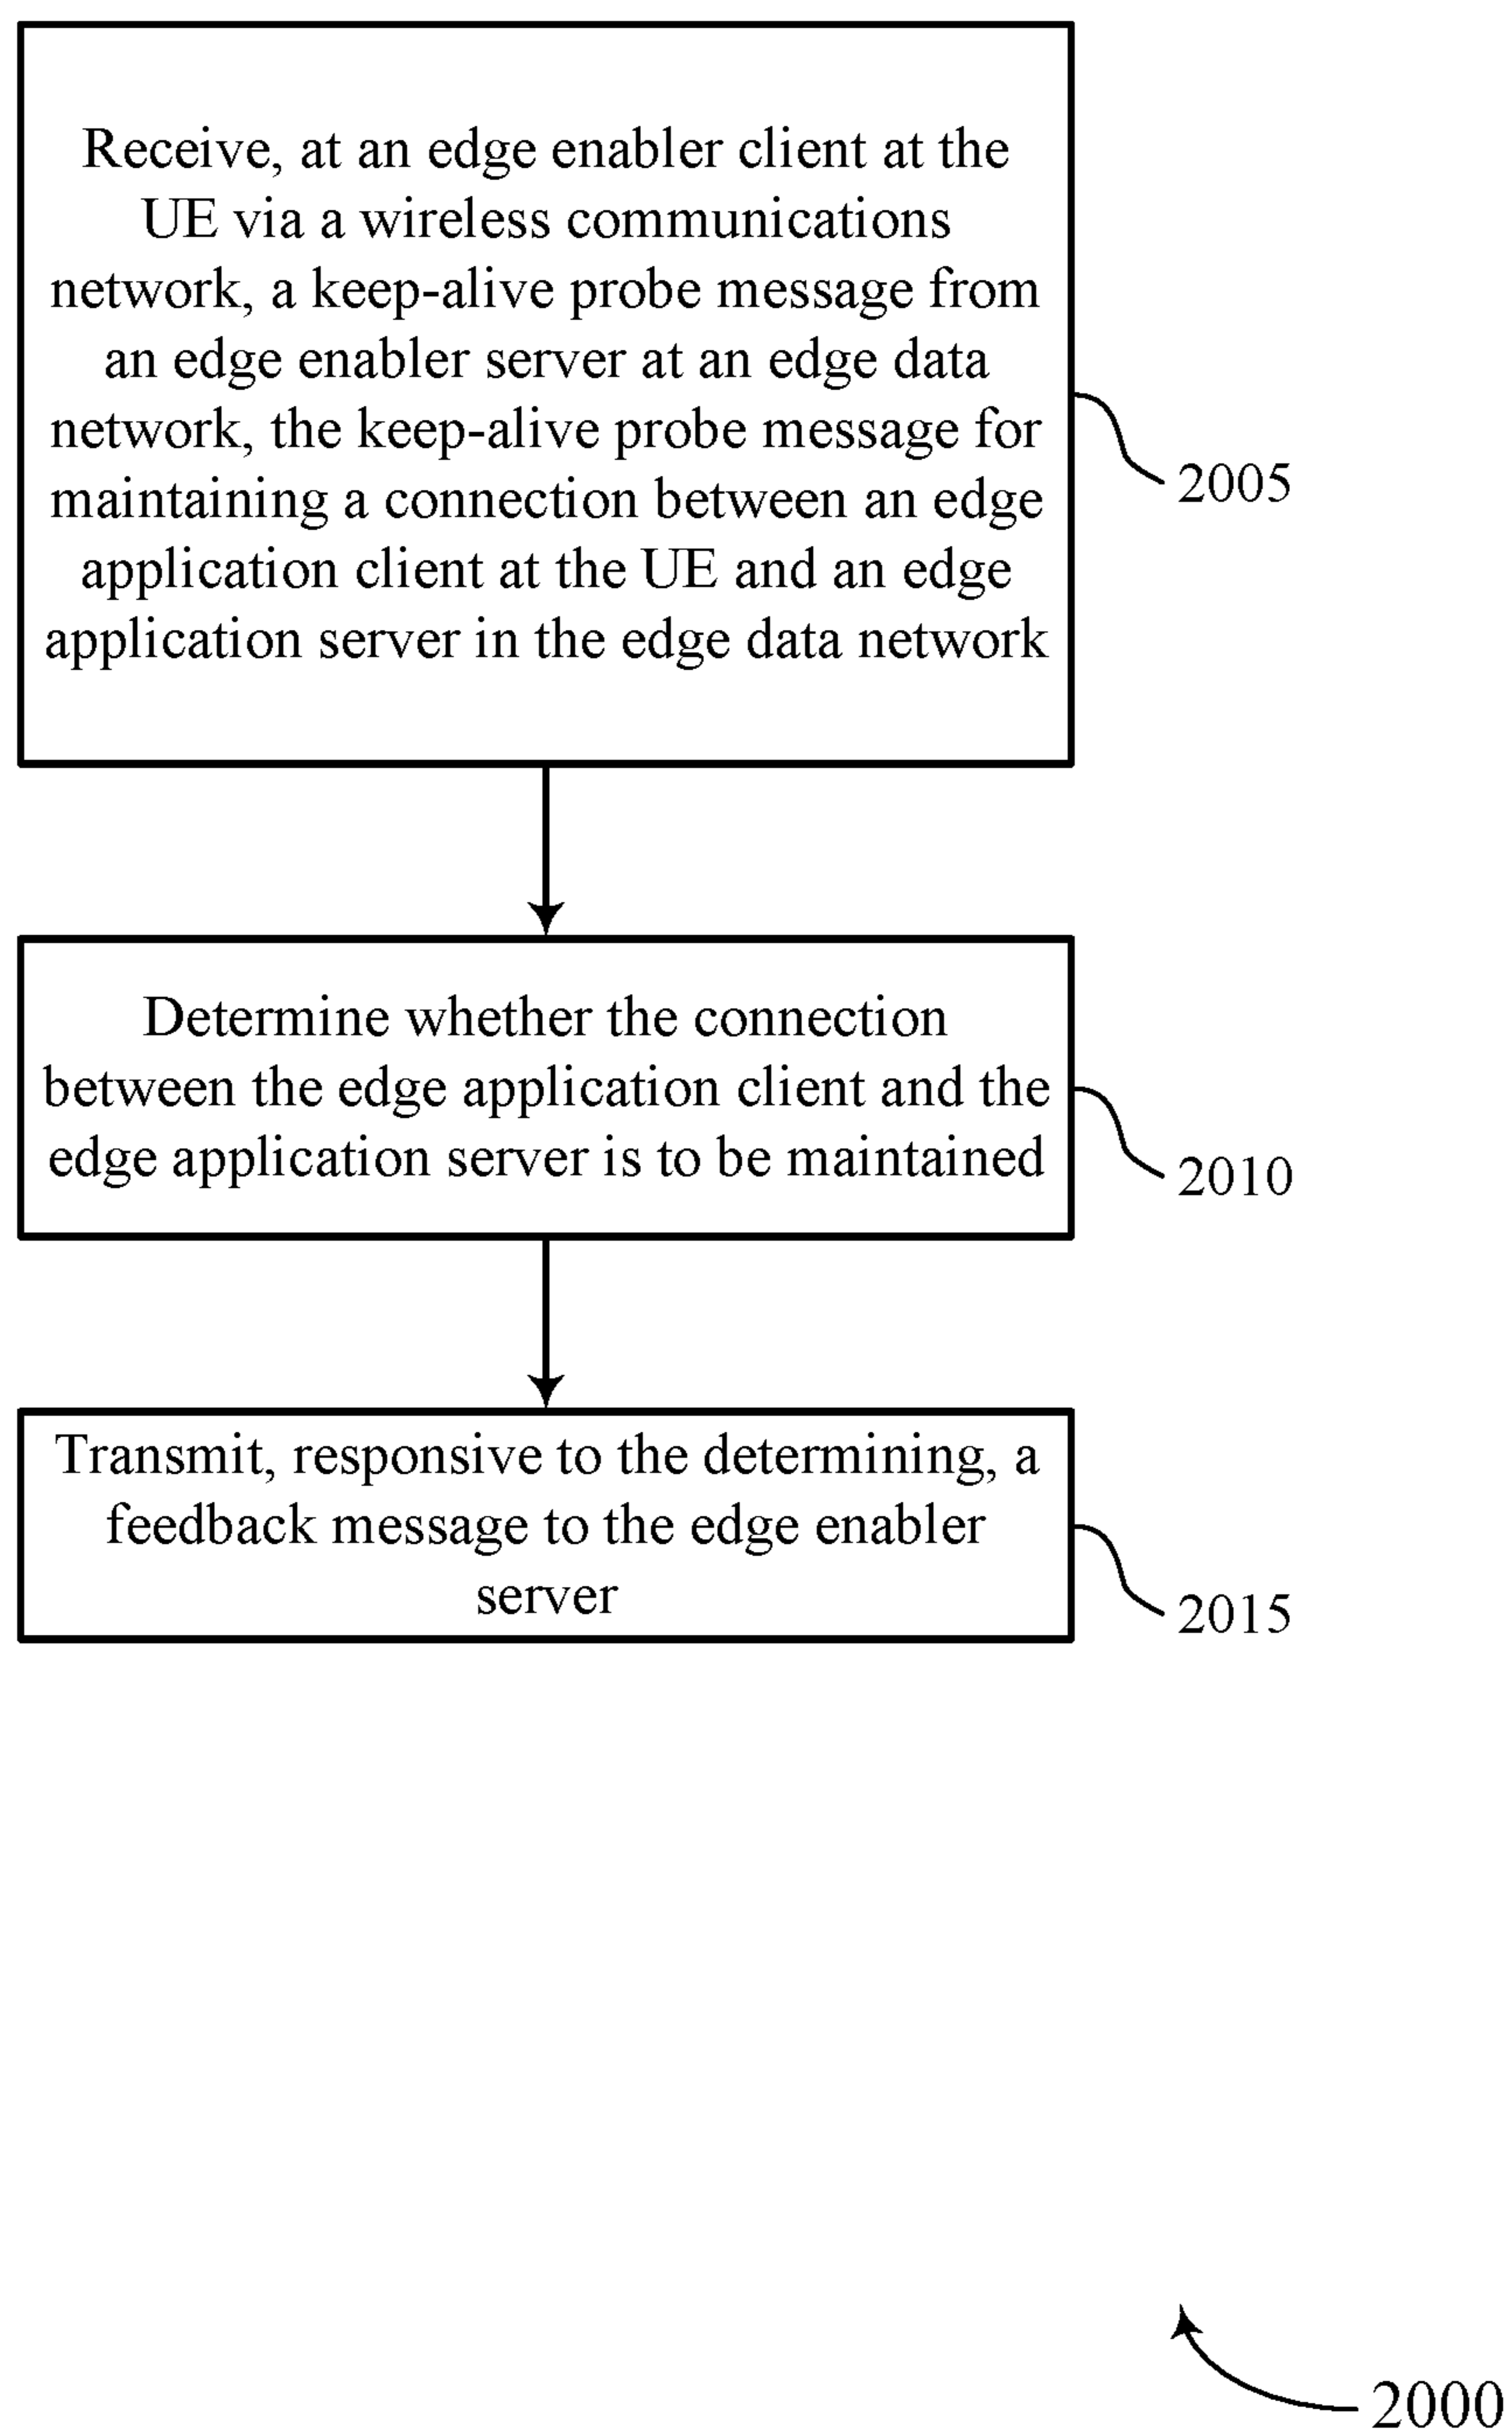 Receive, at an edge enabler client at the
UE via a wireless communications
network, a keep-alive probe message from
an edge enabler server at an edge data
network, the keep-alive probe message for
maintaining a connection between an edge
application client at the UE and an edge
application server in the edge data network
2005
Determine whether the connection
between the edge application client and the
edge application server is to be maintained
2010
Transmit, responsive to the determining, a
feedback message to the edge enabler
server
2015
2000